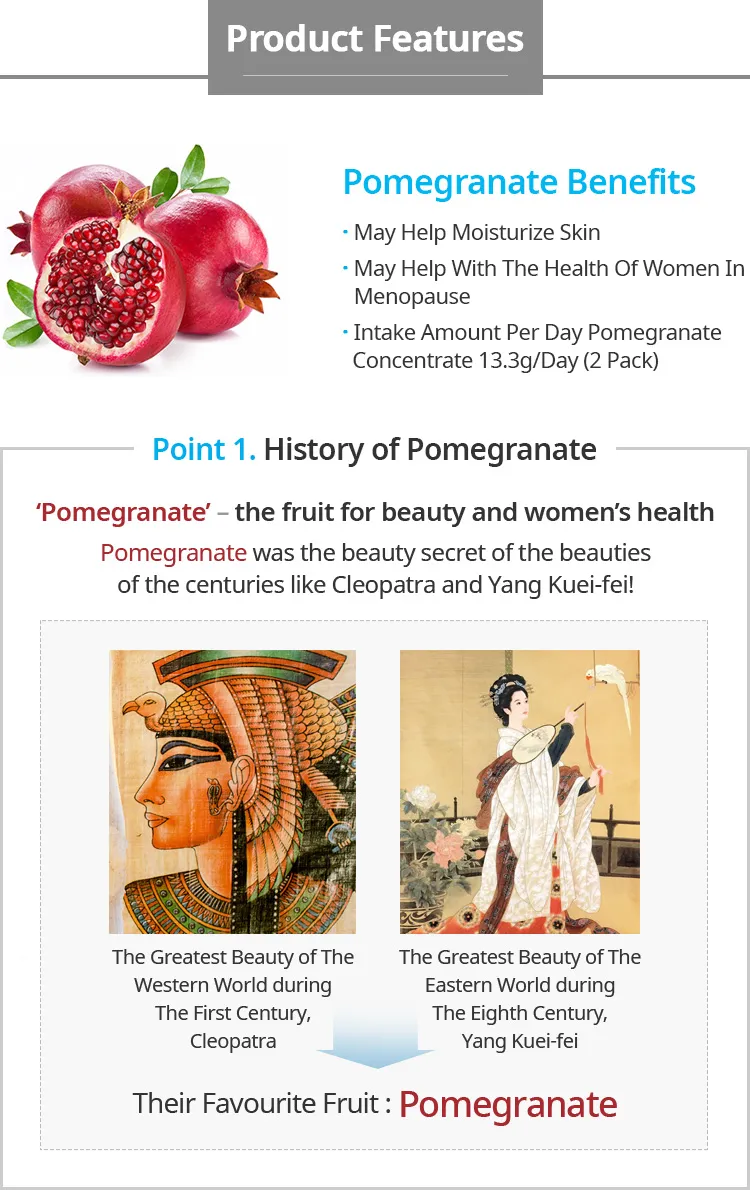 Product Features
Pomegranate Benefits
· May Help Moisturize Skin
· May Help With The Health Of Women In
Menopause
· Intake Amount Per Day Pomegranate
Concentrate 13.3g/Day (2 Pack)
Point 1. History of Pomegranate
‘Pomegranate’ – the fruit for beauty and women’s health
Pomegranate was the beauty secret of the beauties
of the centuries like Cleopatra and Yang Kuei-fei!
The Greatest Beauty of The
Western World during
The First Century,
Cleopatra
The Greatest Beauty of The
Eastern World during
The Eighth Century,
Yang Kuei-fei
Their Favourite Fruit : Pomegranate